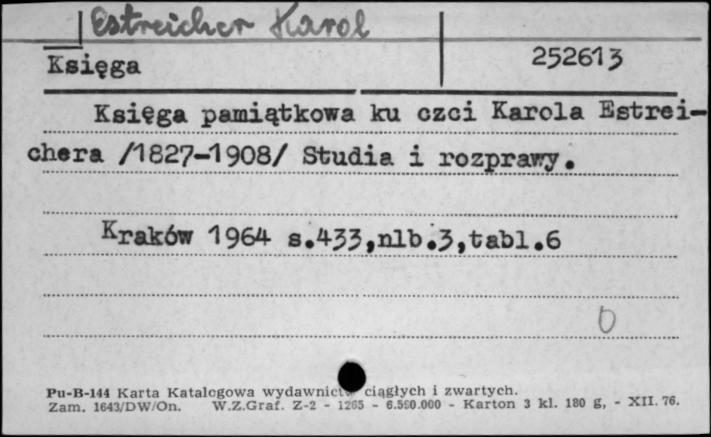 Estreicher Karol
Księga 252613
Księga pamiątkowa ku czci Karola Estrei-
chera /1827-1908/ Studia i rozprawy.
Kraków 1964 s.433,nlb.3,tabl.6
0
Pu-B-144 Karta Katalogowa wydawnictw ciągłych i zwartych.
Zam. 1643/DW/On. W.Z.Graf. Z-2 - 1265 - 6.590.000 - Karton 3 kl. 180 g, - XII. 76.